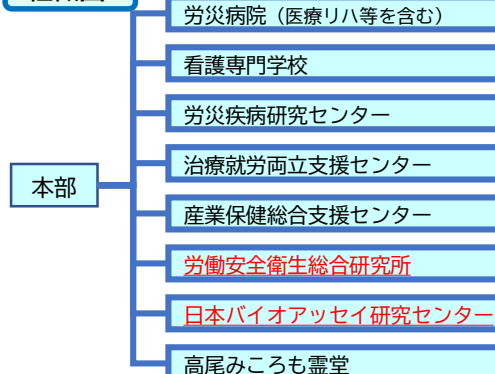 労災病院（医療リハ等を含む）
看護専門学校
労災疾病研究センター
治療就労両立支援センター
本部
産業保健総合支援センター
労働安全衛生総合研究所
日本バイオアッセイ研究センター
高尾みころも霊堂